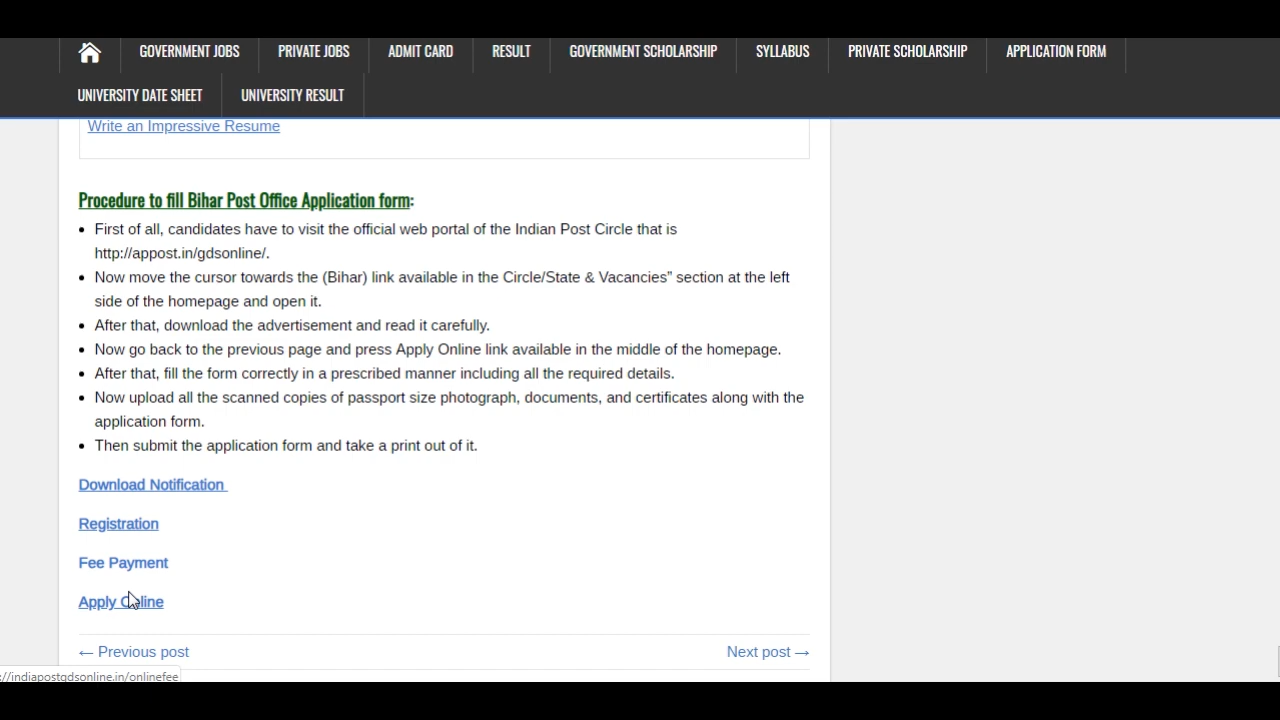 GOVERNMENT JOBS PRIVATE JOBS ADMIT CARD RESULT GOVERNMENT SCHOLARSHIP SYLLABUS PRIVATE SCHOLARSHIP APPLICATION FORM
UNIVERSITY DATE SHEET UNIVERSITY RESULT
Write an Impressive Resume
Procedure to fill Bihar Post Office Application form:
• First of all, candidates have to visit the official web portal of the Indian Post Circle that is
http://appost.in/gdsonline/.
• Now move the cursor towards the (Bihar) link available in the Circle/State & Vacancies” section at the left
side of the homepage and open it.
• After that, download the advertisement and read it carefully.
• Now go back to the previous page and press Apply Online link available in the middle of the homepage.
• After that, fill the form correctly in a prescribed manner including all the required details.
• Now upload all the scanned copies of passport size photograph, documents, and certificates along with the
application form.
• Then submit the application form and take a print out of it.
Download Notification
Registration
Fee Payment
Apply Online
← Previous post Next post →
://indiapostgdsonline.in/onlinefee